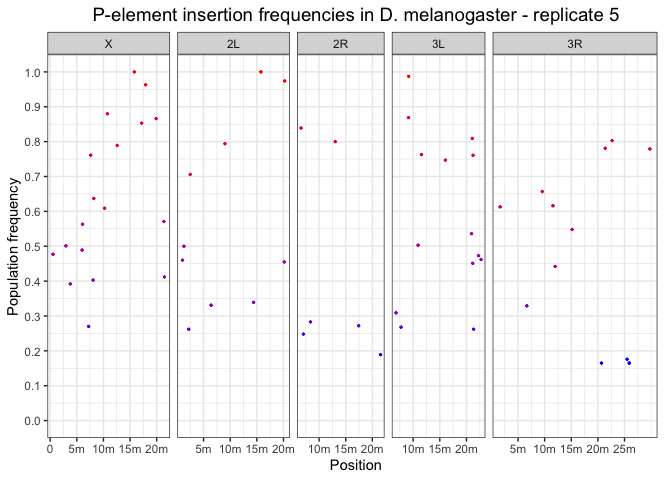 P-element insertion frequencies in D. melanogaster - replicate 5
X 2L 2R 3L 3R
Population frequency
1.0
0.9
0.8
0.7
0.6
0.5
0.4
0.3
0.2
0.1
0.0
0 5m 10m 15m 20m 5m 10m 15m 20m 5m 10m 15m 20m 5m 10m 15m 20m 5m 10m 15m 20m 25m
Position